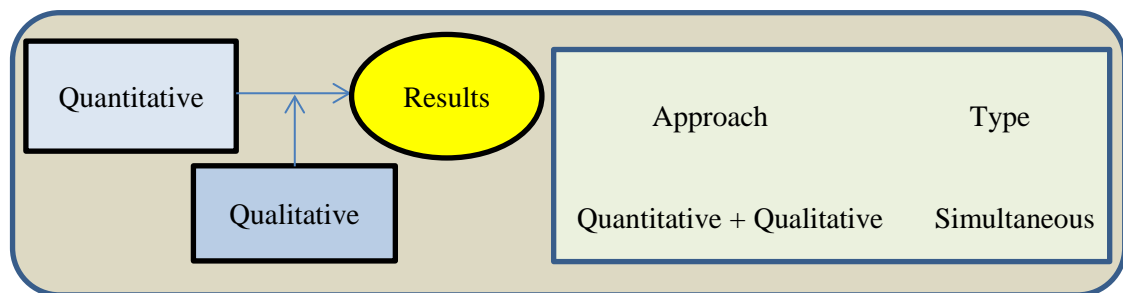 Quantitative
Results
Qualitative
Approach Type
Quantitative + Qualitative Simultaneous